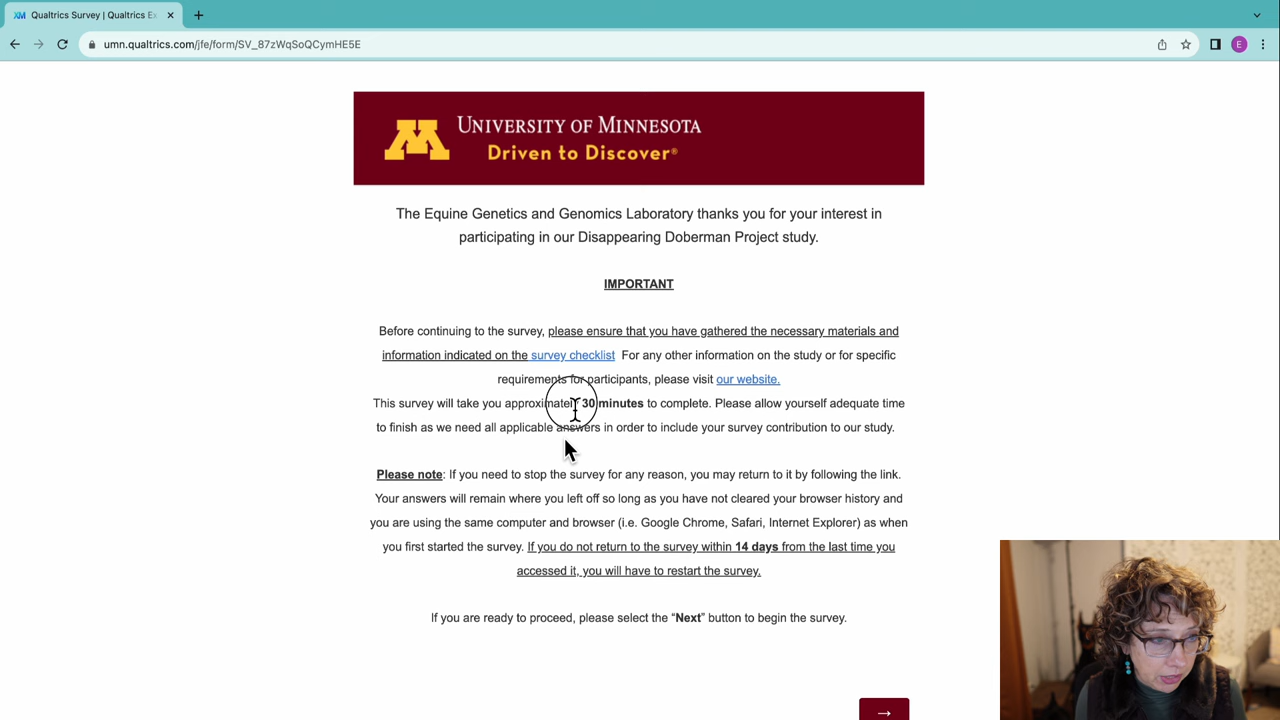 XM Qualtrics Survey | Qualtrics Ex
umn.qualtrics.com/jfe/form/SV_87zWqSoQCymHE5E
E
M
UNIVERSITY OF MINNESOTA
Driven to Discover®
The Equine Genetics and Genomics Laboratory thanks you for your interest in
participating in our Disappearing Doberman Project study.
IMPORTANT
Before continuing to the survey, please ensure that you have gathered the necessary materials and
information indicated on the survey checklist For any other information on the study or for specific
requirements for participants, please visit our website.
This survey will take you approximately 30 minutes to complete. Please allow yourself adequate time
to finish as we need all applicable answers in order to include your survey contribution to our study.
Please note: If you need to stop the survey for any reason, you may return to it by following the link.
Your answers will remain where you left off so long as you have not cleared your browser history and
you are using the same computer and browser (i.e. Google Chrome, Safari, Internet Explorer) as when
you first started the survey. If you do not return to the survey within 14 days from the last time you
accessed it, you will have to restart the survey.
If you are ready to proceed, please select the “Next” button to begin the survey.